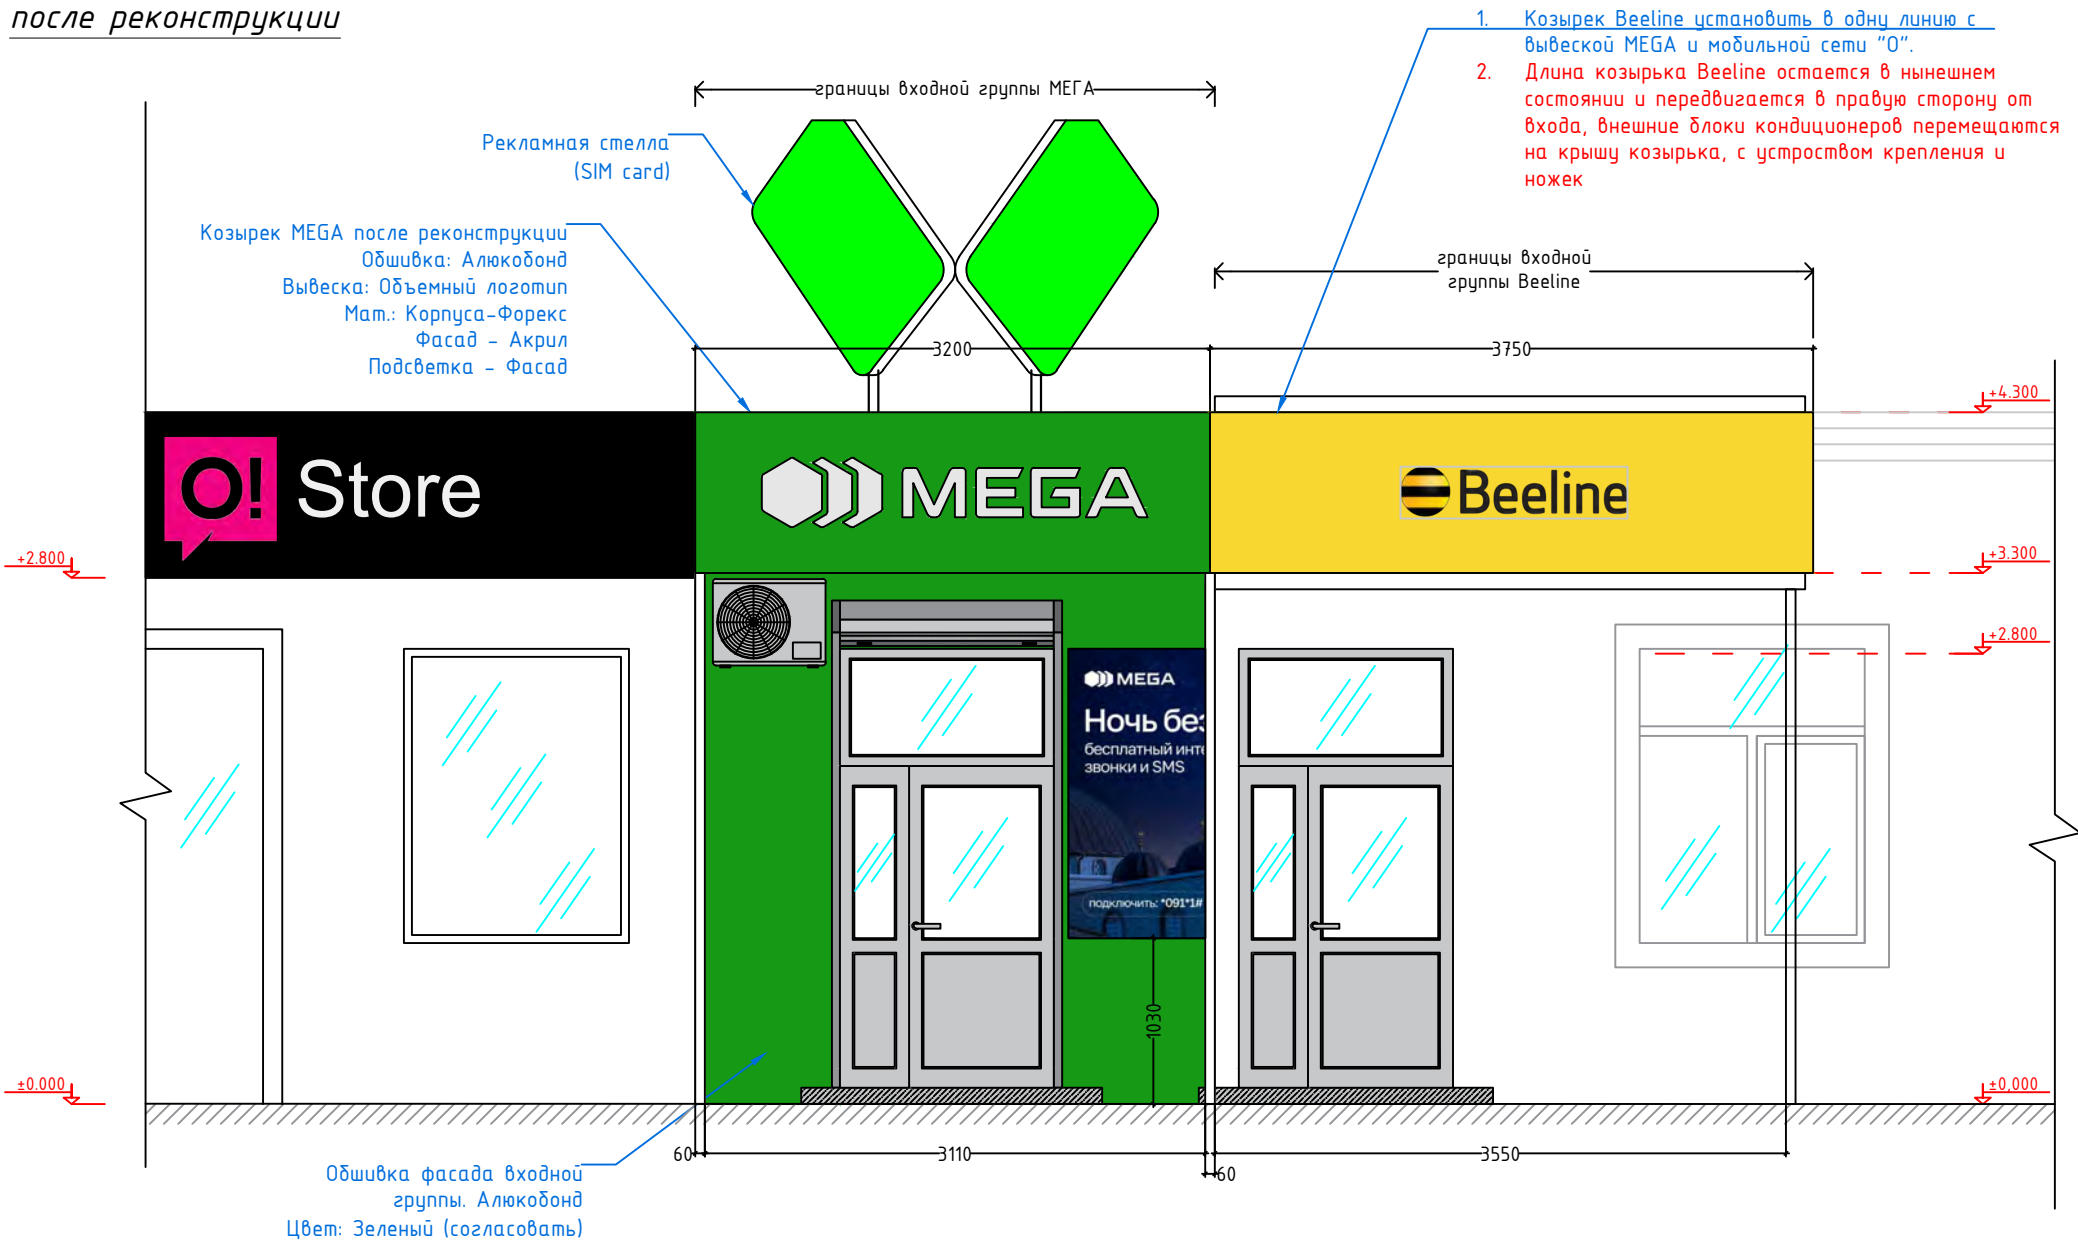 после реконструкции
1. Козырек Beeline установить в одну линию с
вывеской MEGA и мобильной сети "О".
2. Длина козырька Beeline остается в нынешнем
состоянии и передвигается в правую сторону от
входа, внешние блоки кондиционеров перемещаются
на крышу козырька, с устроством крепления и
ножек
границы входной группы МЕГА
Рекламная стелла
(SIM card)
Козырек MEGA после реконструкции
Обшивка: Алюкобонд
Вывеска: Объемный логотип
Мат.: Корпуса-Форекс
Фасад - Акрил
Подсветка - Фасад
границы входной
группы Beeline
3200
3750
+4.300
O! Store
MEGA
Beeline
+2.800
+3.300
+2.800
MEGA
Ночь без
бесплатный инте
звонки и SMS
подключить: *091*1#
1030
±0.000
±0,000
60
3110
60
3550
Обшивка фасада входной
группы. Алюкобонд
Цвет: Зеленый (согласовать)